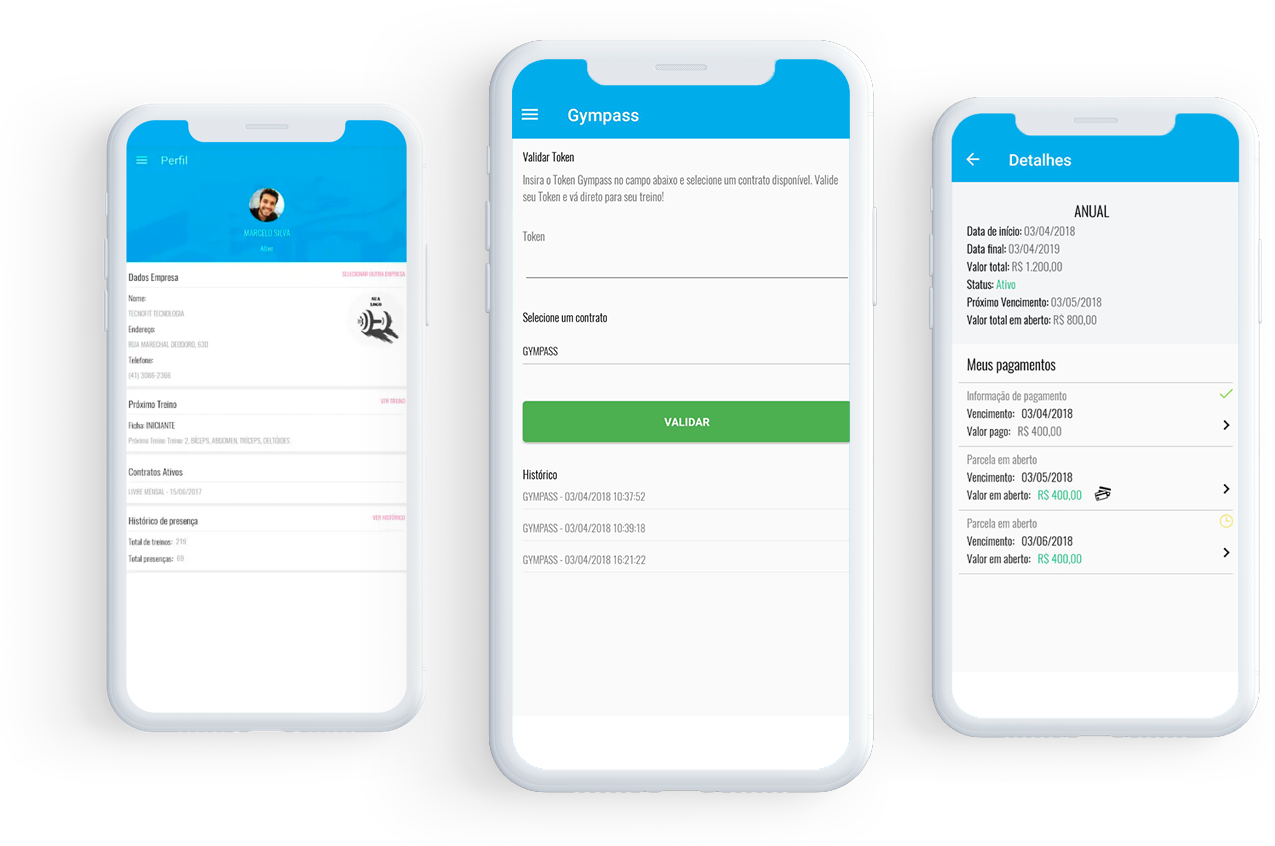 Perfil
MARCELO SILVA
Ativo
Dados Empresa
SELECIONAR OUTRA EMPRESA
Nome:
TECNOFIT TECNOLOGIA
SUA
LOGO
Endereço:
RUA MARECHAL DEODORO, 630
Telefone:
(41) 3086-2366
Próximo Treino
VER TREINO
Ficha: INICIANTE
Próximo Treino: Treino: 2, BÍCEPS, ABDOMEN, TRÍCEPS, DELTÓIDES
Contratos Ativos
LIVRE MENSAL - 15/06/2017
Histórico de presença
VER HISTÓRICO
Total de treinos: 219
Total presenças: 69
Gympass
Validar Token
Insira o Token Gympass no campo abaixo e selecione um contrato disponível. Valide
seu Token e vá direto para seu treino!
Token
Selecione um contrato
GYMPASS
VALIDAR
Histórico
GYMPASS - 03/04/2018 10:37:52
GYMPASS - 03/04/2018 10:39:18
GYMPASS - 03/04/2018 16:21:22
Detalhes
ANUAL
Data de início: 03/04/2018
Data final: 03/04/2019
Valor total: R$ 1.200,00
Status: Ativo
Próximo Vencimento: 03/05/2018
Valor total em aberto: R$ 800,00
Meus pagamentos
Informação de pagamento
Vencimento: 03/04/2018
Valor pago: R$ 400,00
Parcela em aberto
Vencimento: 03/05/2018
Valor em aberto: R$ 400,00
Parcela em aberto
Vencimento: 03/06/2018
Valor em aberto: R$ 400,00